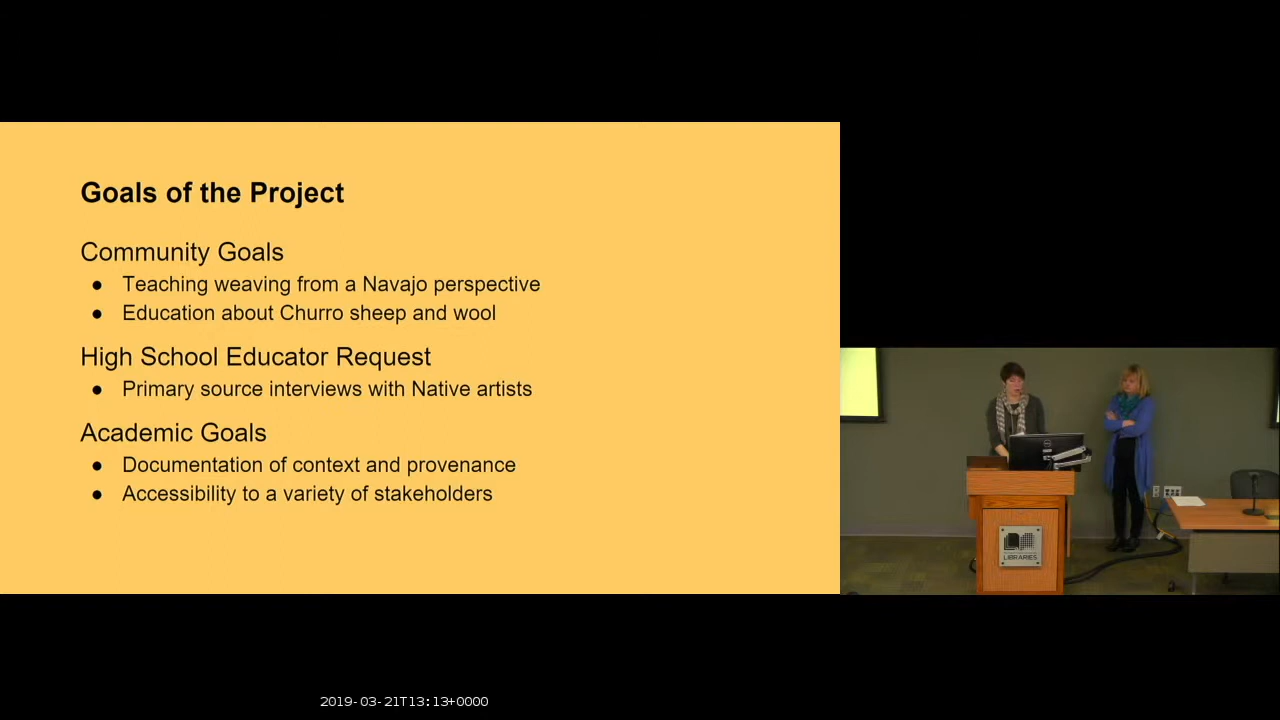 Goals of the Project
Community Goals
● Teaching weaving from a Navajo perspective
● Education about Churro sheep and wool
High School Educator Request
● Primary source interviews with Native artists
Academic Goals
● Documentation of context and provenance
● Accessibility to a variety of stakeholders
LIBRARIES
2019-03-21T13:13+0000